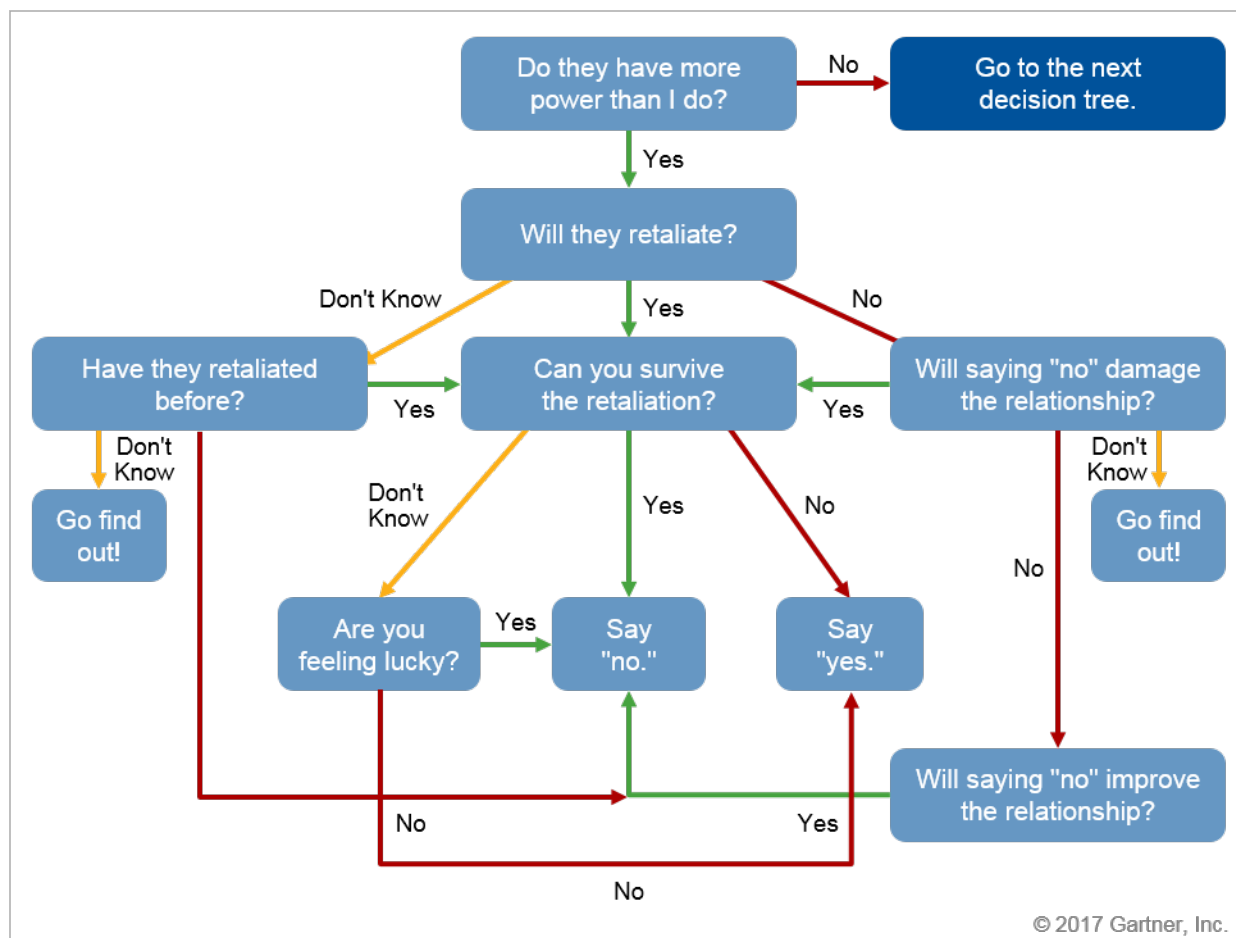 Do they have more
power than I do?
No
Go to the next
decision tree.
Yes
Will they retaliate?
Don't Know
Yes
No
Have they retaliated
before?
Yes
Can you survive
the retaliation?
Yes
Will saying "no" damage
the relationship?
Don't
Know
Go find
out!
Don't
Know
Yes
No
Don't
Know
Go find
out!
No
Are you
feeling lucky?
Yes
Say
"no."
Say
"yes."
Will saying "no" improve
the relationship?
No
Yes
No
© 2017 Gartner, Inc.